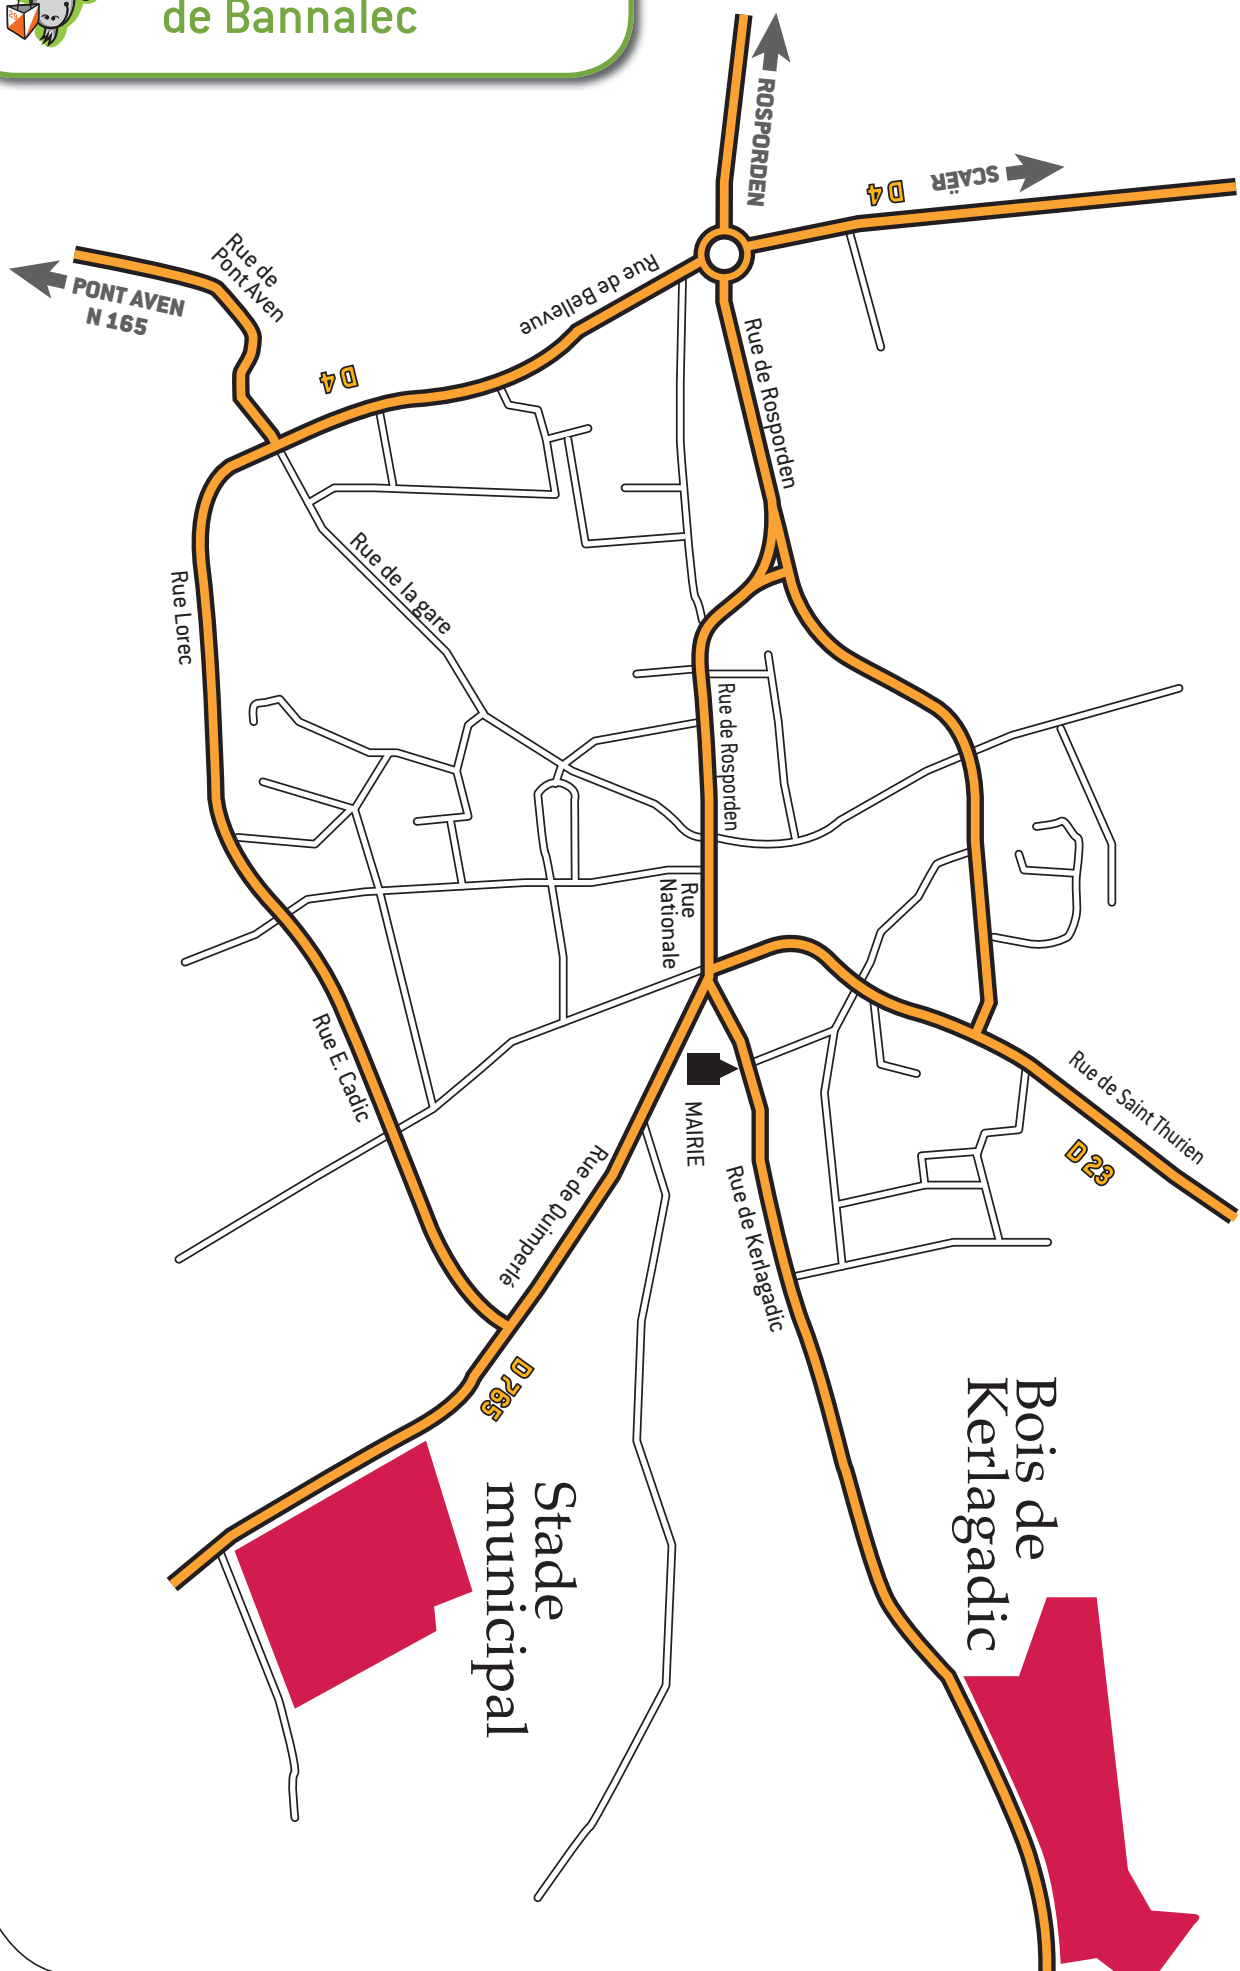 de Bannalec
ROSPORDEN
SCAËR
D 4
Rue de
Pont Aven
PONT AVEN
N 165
Rue de Bellevue
D 4
Rue de Rosporden
Rue de la gare
Rue Lorec
Rue de Rosporden
Rue
Nationale
Rue E. Cadic
MAIRIE
Rue de Saint Thurien
D 23
Rue de Quimperlé
Rue de Kerlagadic
D 765
Bois de
Kerlagadic
Stade
municipal